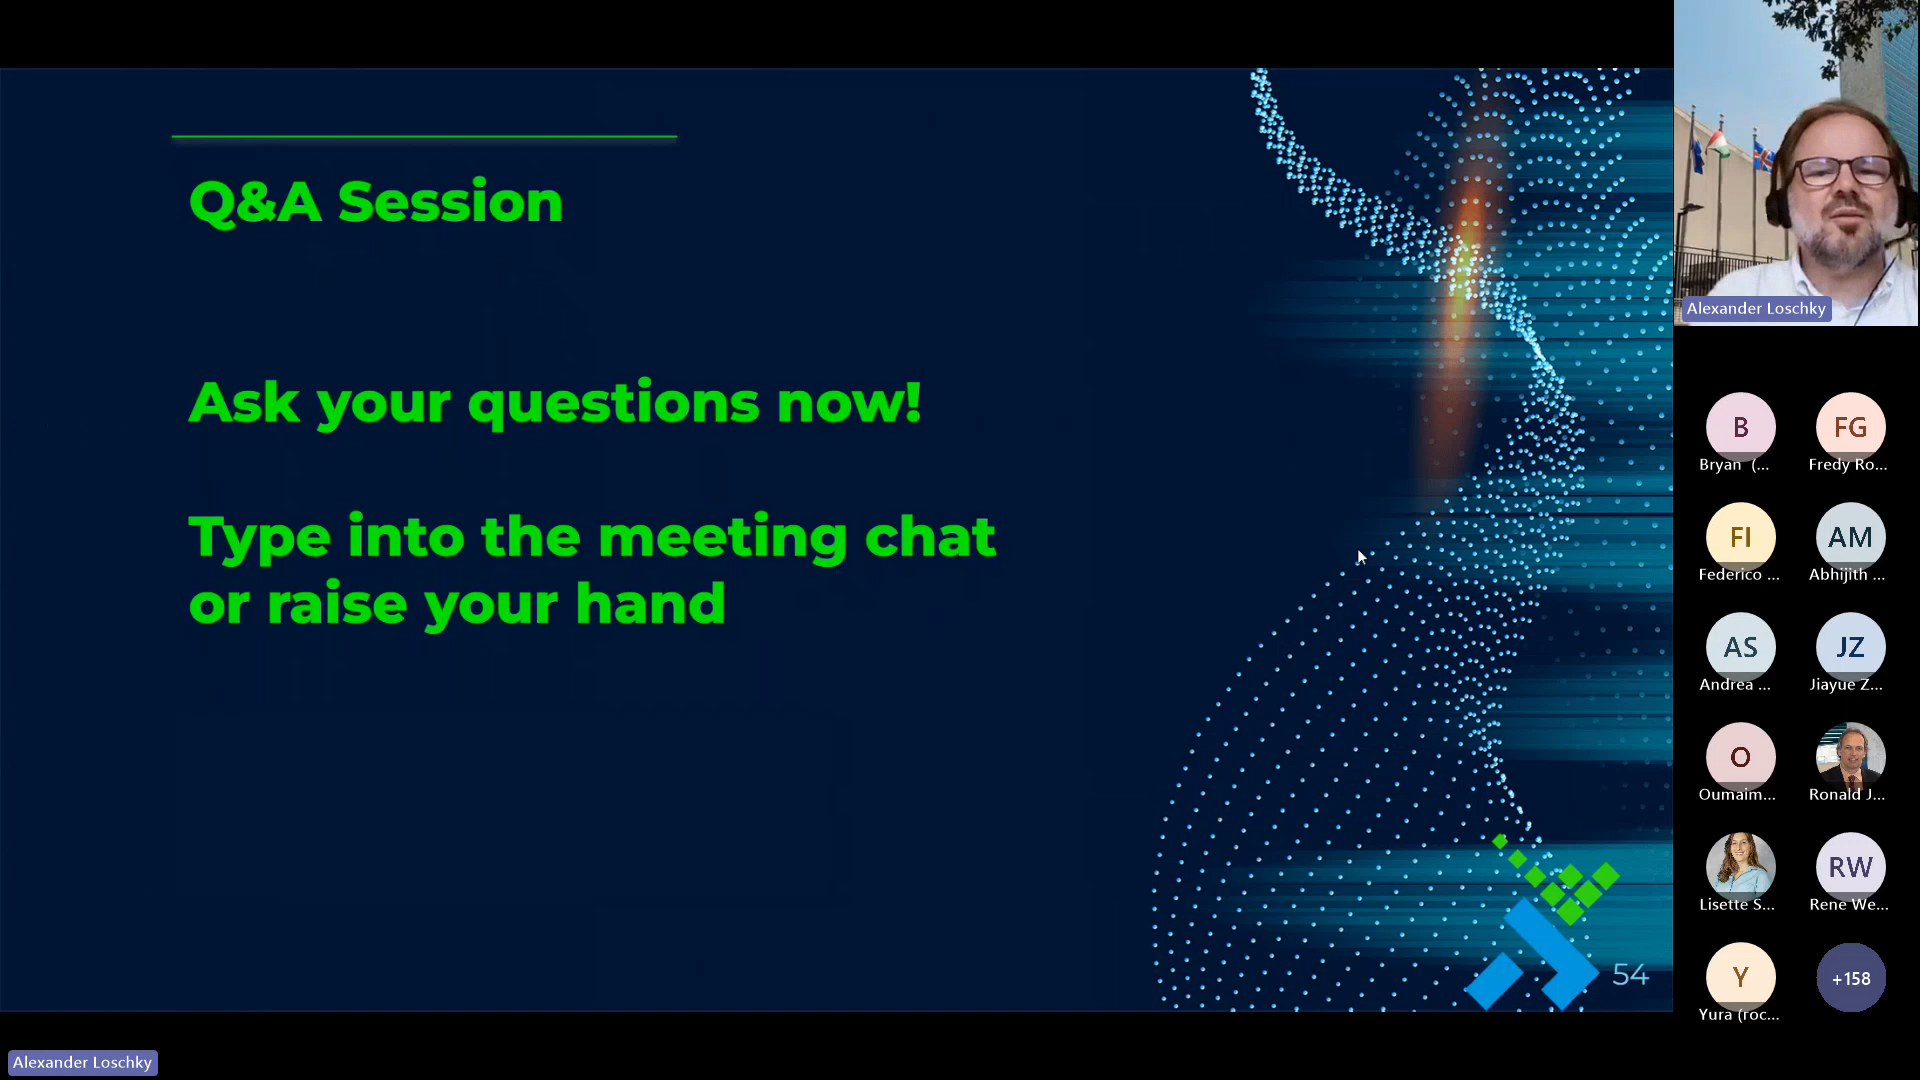 Q&A Session
Ask your questions now!
Type into the meeting chat
or raise your hand
54
Alexander Loschky
B
FG
Bryan (...
Fredy Ro...
FI
AM
Federico ...
Abhijith ...
AS
JZ
Andrea ...
Jiayue Z...
O
Oumaim...
Ronald J...
RW
Lisette S...
Rene We...
Y
+158
Yura (roc...
Alexander Loschky